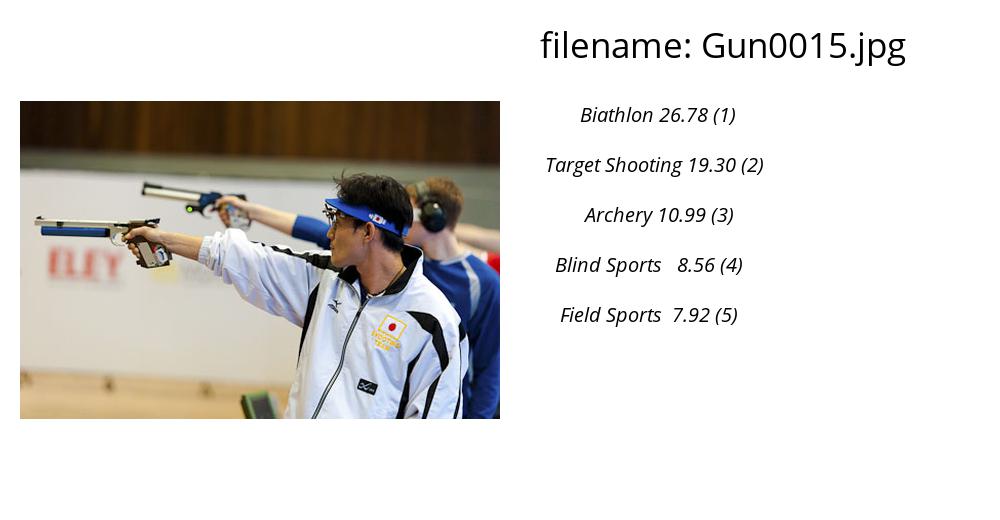 filename: Gun0015.jpg
Biathlon 26.78 (1)
Target Shooting 19.30 (2)
Archery 10.99 (3)
Blind Sports 8.56 (4)
Field Sports 7.92 (5)
ELEY